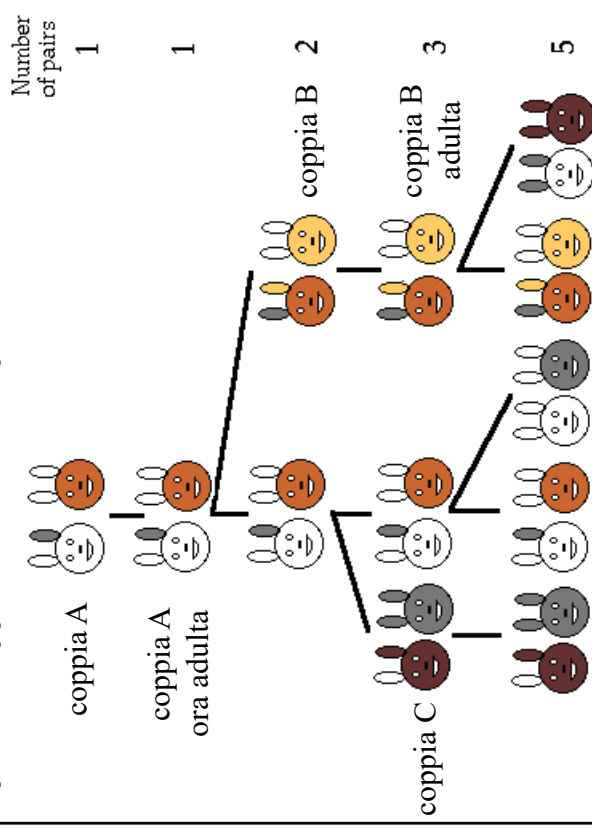 Number
of pairs
coppia A
1
coppia A
ora adulta
1
coppia B
2
coppia B
adulta
3
coppia C
5